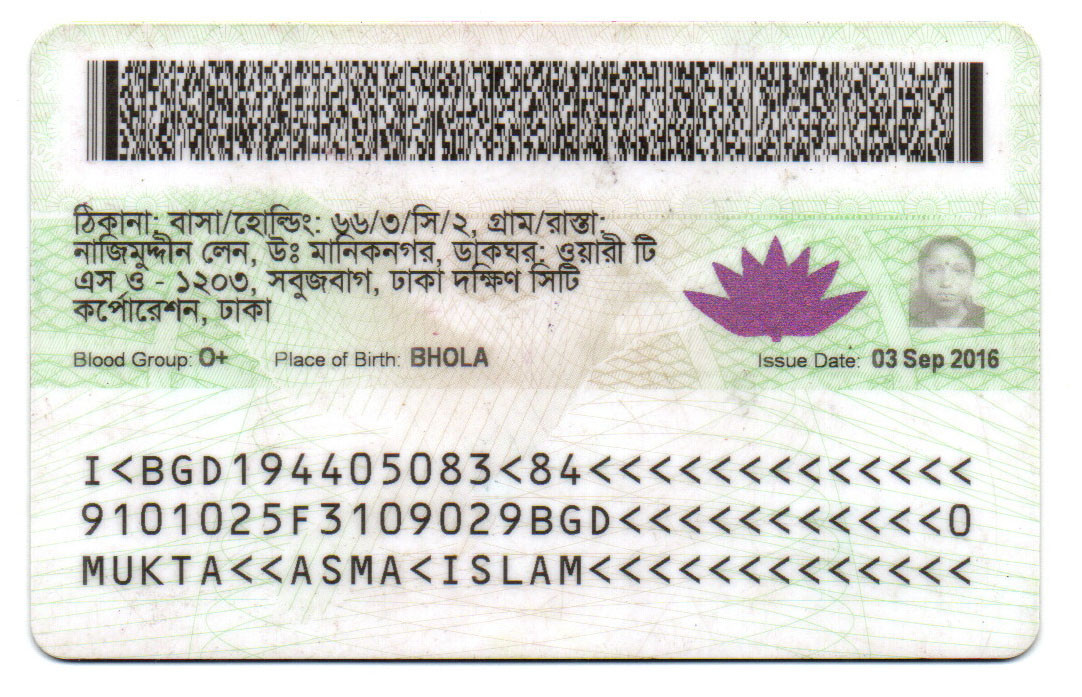 ঠিকানা: বাসা/হোল্ডিং: ৬৬/৩/সি/২, গ্রাম/রাস্তা:
নাজিমুদ্দীন লেন, উঃ মানিকনগর, ডাকঘর: ওয়ারী টি
এস ও - ১২০৩, সবুজবাগ, ঢাকা দক্ষিণ সিটি
কর্পোরেশন, ঢাকা
Blood Group: O+ Place of Birth: BHOLA Issue Date: 03 Sep 2016
I<BGD194405083<84<<<<<<<<<<<<<
9101025F3109029BGD<<<<<<<<<<<0
MUKTA<<ASMA<ISLAM<<<<<<<<<<<<<